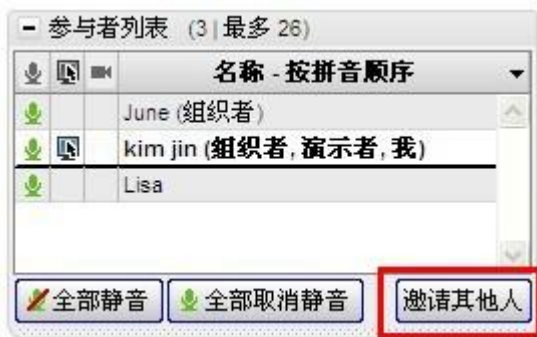 参与者列表 (3|最多 26)
名称 - 按拼音顺序
June (组织者)
kim jin (组织者, 演示者, 我)
Lisa
全部静音 全部取消静音 邀请其他人